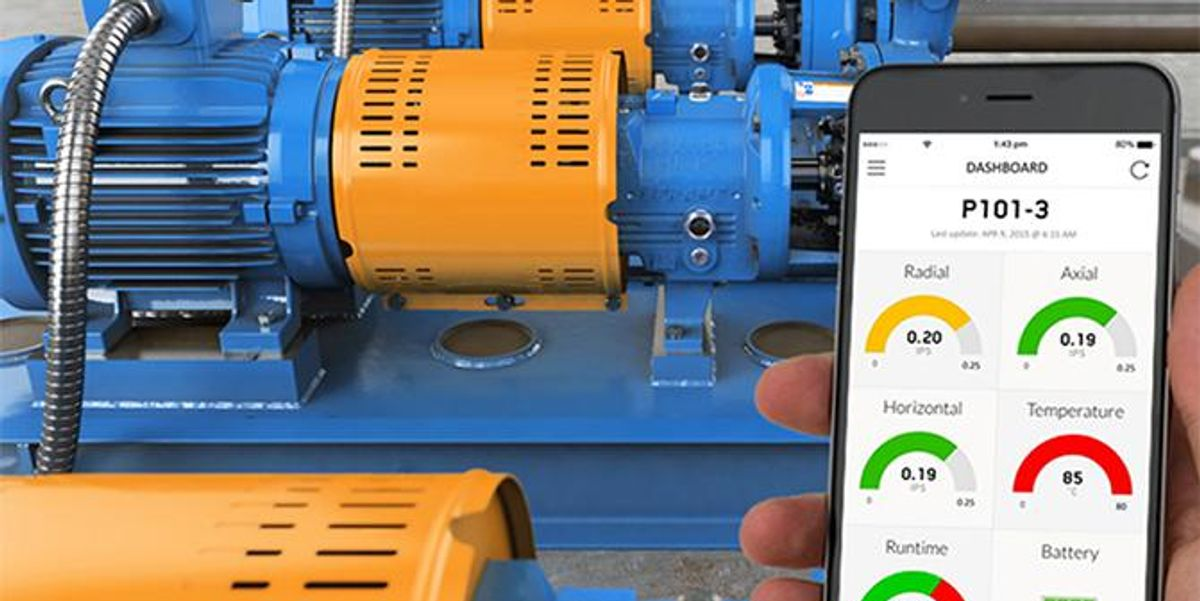 1:43 pm
80%
DASHBOARD
P101-3
Last update: APR 9, 2015 @ 6:15 AM
Radial
Axial
0.20
IPS
0
0.25
0.19
IPS
0
0.25
Horizontal
Temperature
0.19
IPS
0
0.25
85
°C
0
80
Runtime
Battery